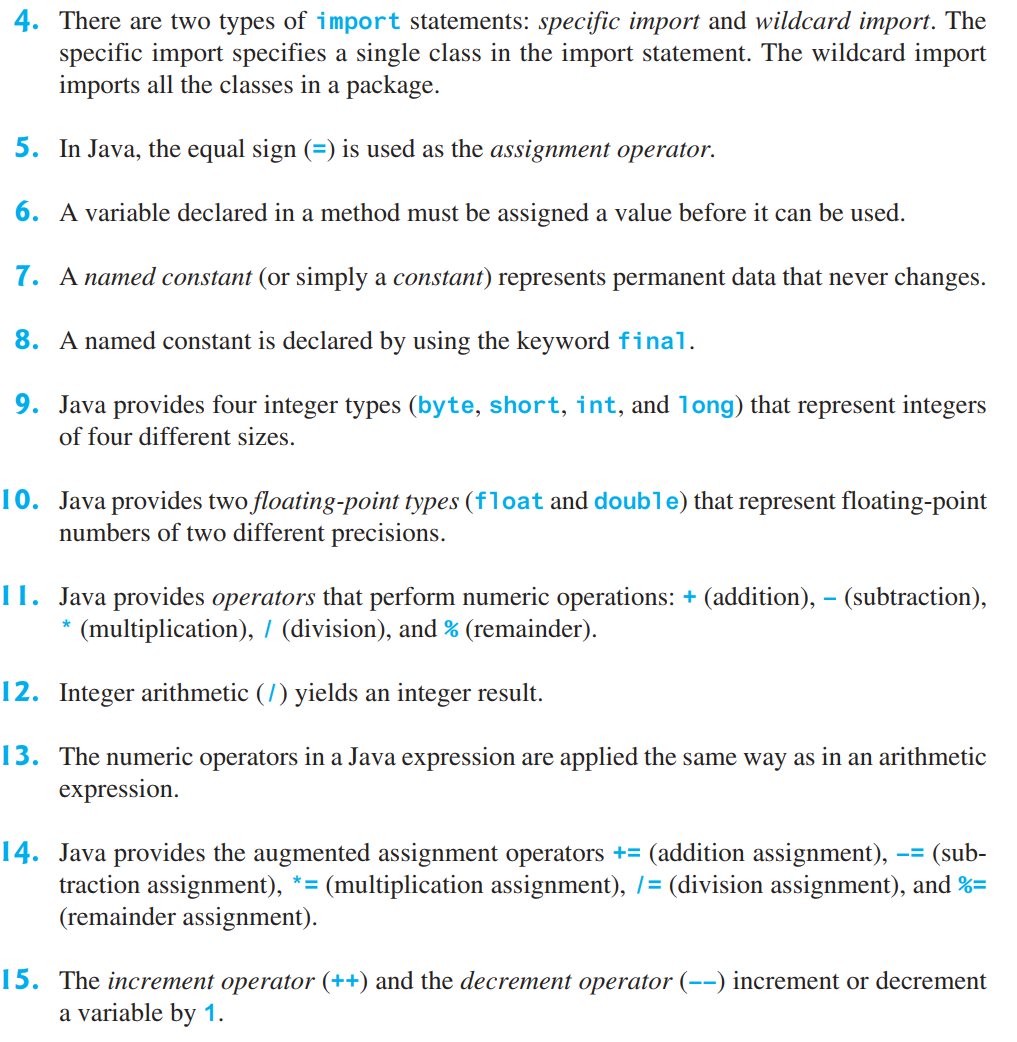 4. There are two types of import statements: specific import and wildcard import. The
specific import specifies a single class in the import statement. The wildcard import
imports all the classes in a package.
5. In Java, the equal sign (=) is used as the assignment operator.
6. A variable declared in a method must be assigned a value before it can be used.
7. A named constant (or simply a constant) represents permanent data that never changes.
8. A named constant is declared by using the keyword final.
9. Java provides four integer types (byte, short, int, and long) that represent integers
of four different sizes.
10. Java provides two floating-point types (float and double) that represent floating-point
numbers of two different precisions.
11. Java provides operators that perform numeric operations: + (addition), – (subtraction),
* (multiplication), / (division), and % (remainder).
12. Integer arithmetic (/) yields an integer result.
13. The numeric operators in a Java expression are applied the same way as in an arithmetic
expression.
14. Java provides the augmented assignment operators += (addition assignment), –= (sub-
traction assignment), *= (multiplication assignment), /= (division assignment), and %=
(remainder assignment).
15. The increment operator (++) and the decrement operator (––) increment or decrement
a variable by 1.